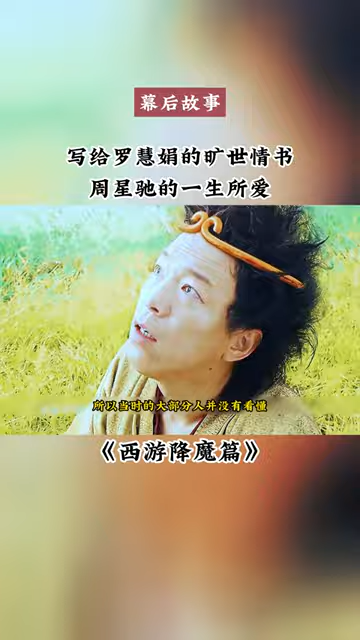 幕后故事
写给罗慧娟的旷世情书
周星驰的一生所爱
所以当时的大部分人并没有看懂
《西游降魔篇》